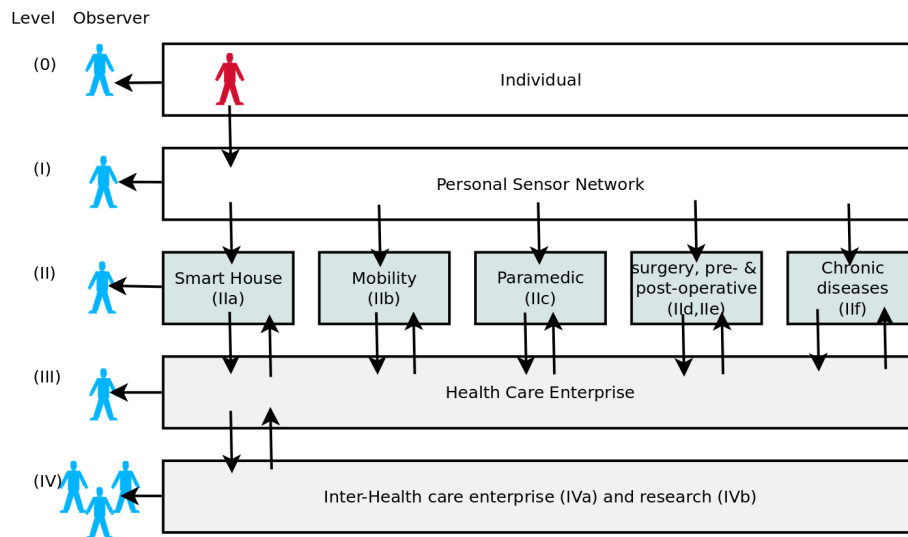 Level Observer
(0)
Individual
(I)
Personal Sensor Network
(II)
Smart House
(IIa)
Mobility
(IIb)
Paramedic
(IIc)
surgery, pre- &
post-operative
(IId,IIe)
Chronic
diseases
(IIf)
(III)
Health Care Enterprise
(IV)
Inter-Health care enterprise (IVa) and research (IVb)